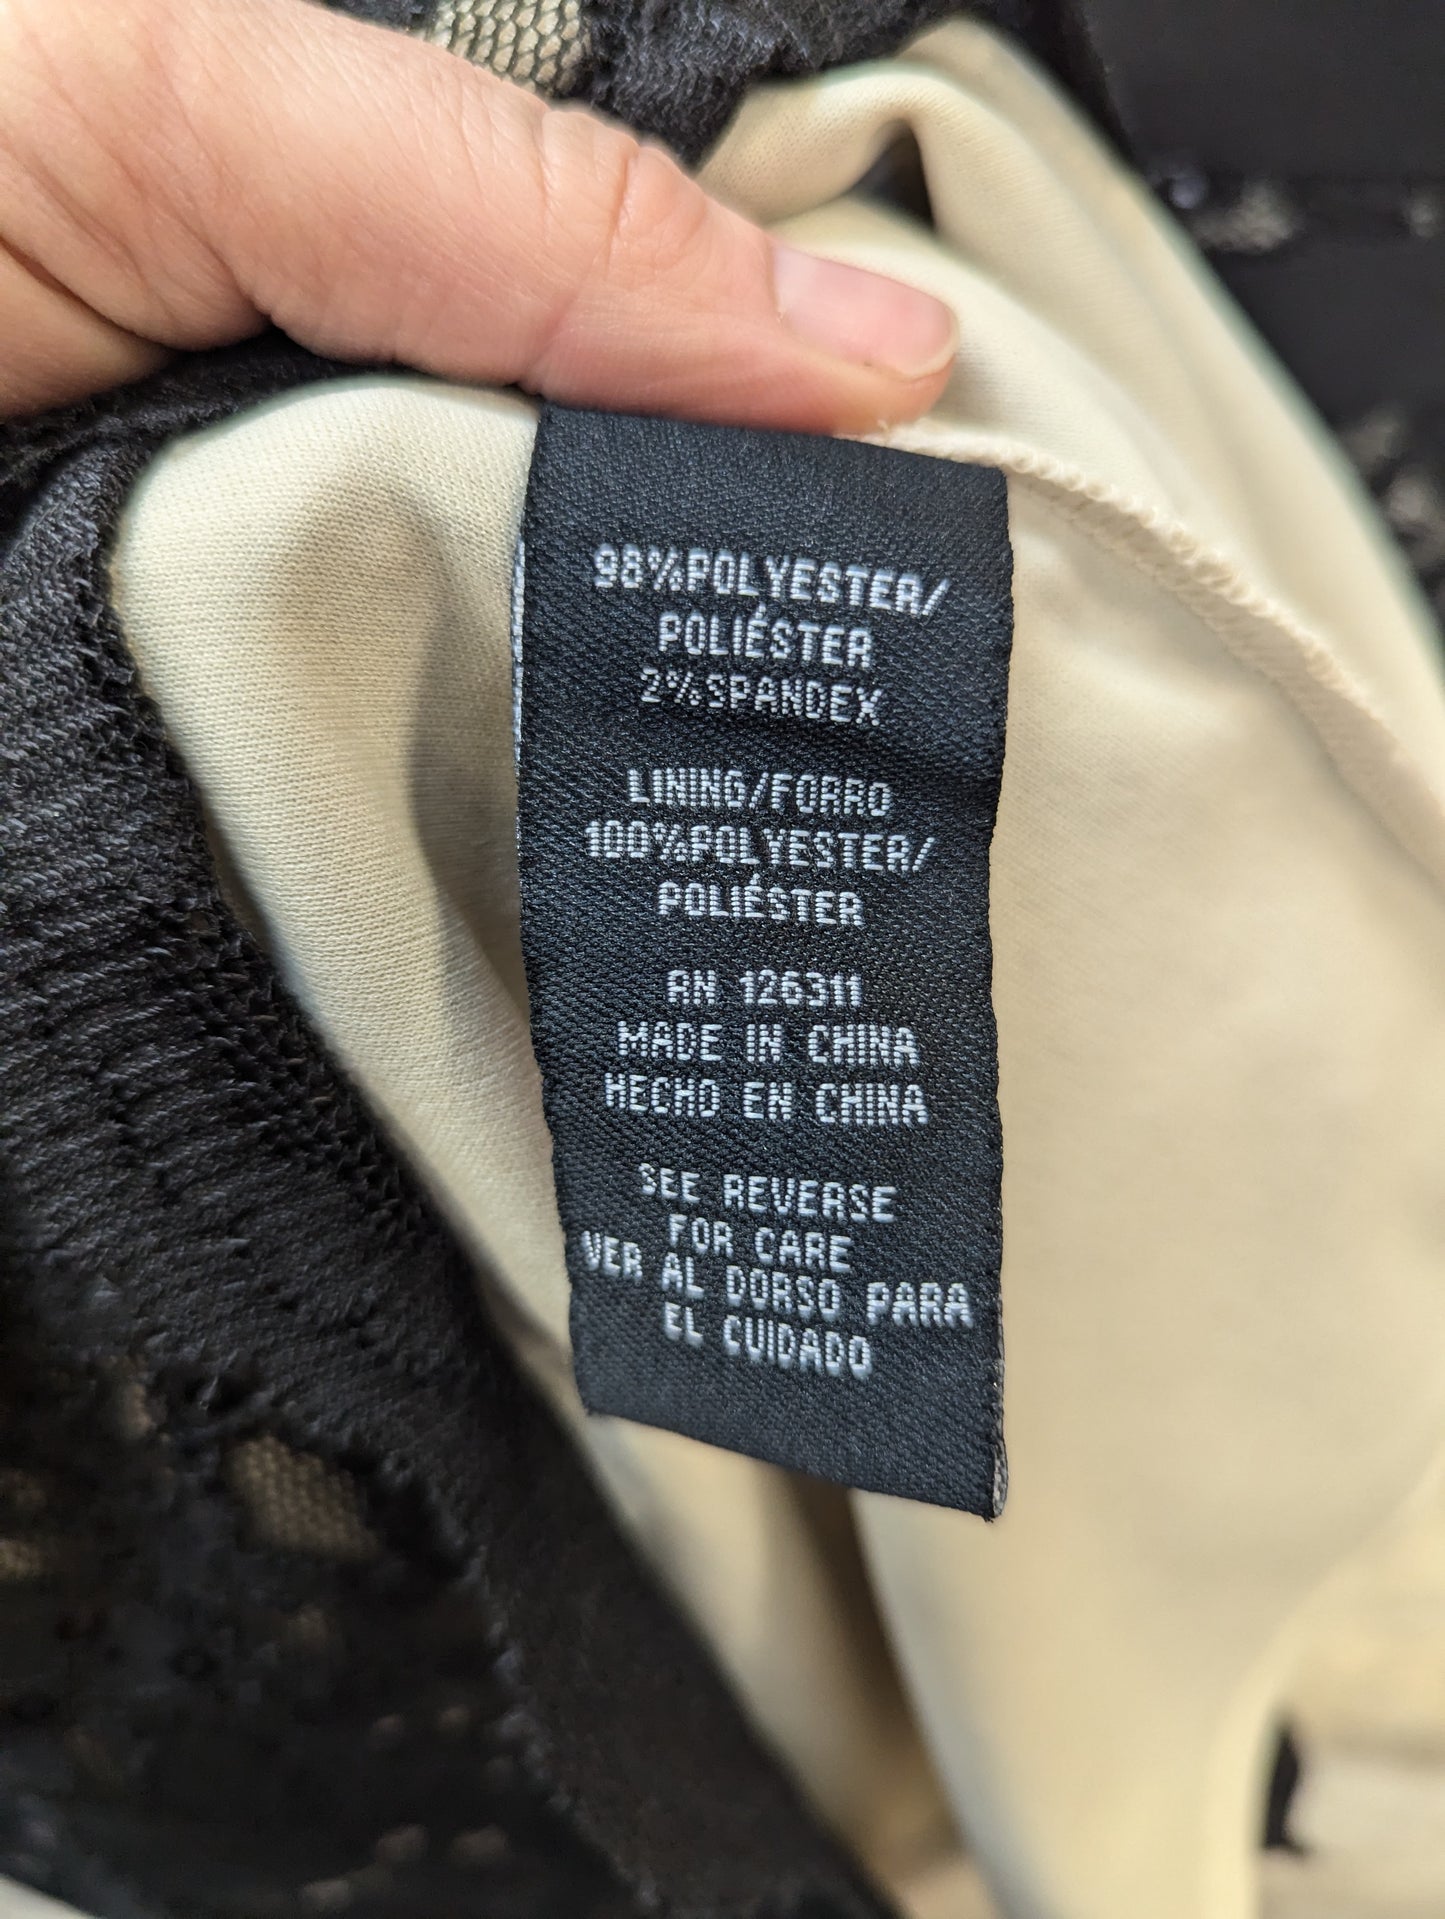 98%POLYESTER/
POLIÉSTER
2%SPANDEX
LINING/FORRO
100%POLYESTER/
POLIÉSTER
RN 126311
MADE IN CHINA
HECHO EN CHINA
SEE REVERSE
FOR CARE
VER AL DORSO PARA
EL CUIDADO